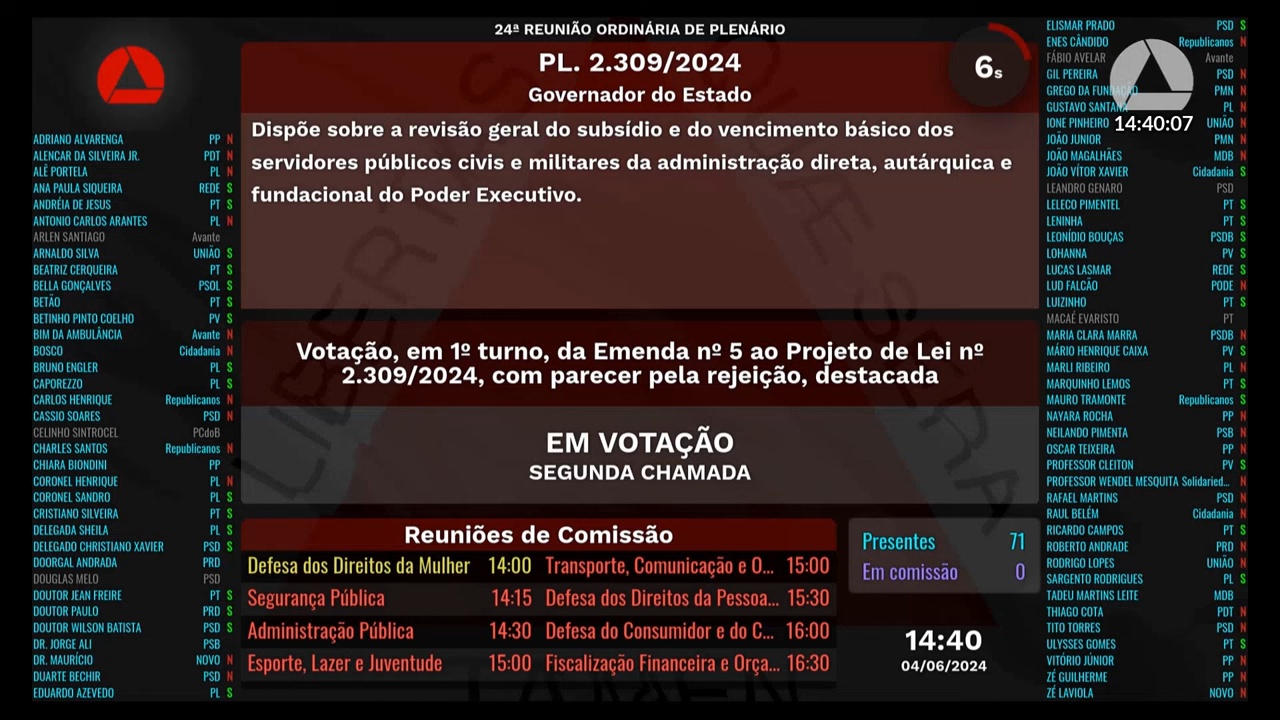 24ª REUNIÃO ORDINÁRIA DE PLENÁRIO
PL. 2.309/2024
Governador do Estado
6s
Dispõe sobre a revisão geral do subsídio e do vencimento básico dos
servidores públicos civis e militares da administração direta, autárquica e
fundacional do Poder Executivo.
Votação, em 1º turno, da Emenda nº 5 ao Projeto de Lei nº
2.309/2024, com parecer pela rejeição, destacada
EM VOTAÇÃO
SEGUNDA CHAMADA
Reuniões de Comissão
Defesa dos Direitos da Mulher 14:00 Transporte, Comunicação e O... 15:00
Segurança Pública 14:15 Defesa dos Direitos da Pessoa... 15:30
Administração Pública 14:30 Defesa do Consumidor e do C... 16:00
Esporte, Lazer e Juventude 15:00 Fiscalização Financeira e Orça... 16:30
Presentes 71
Em comissão 0
14:40
04/06/2024
14:40:07
ADRIANO ALVARENGA PP N
ALENCAR DA SILVEIRA JR. PDT N
ALÊ PORTELA PL N
ANA PAULA SIQUEIRA REDE S
ANDRÉIA DE JESUS PT S
ANTONIO CARLOS ARANTES PL N
ARLEN SANTIAGO Avante
ARNALDO SILVA UNIÃO S
BEATRIZ CERQUEIRA PT S
BELLA GONÇALVES PSOL S
BETÃO PT S
BETINHO PINTO COELHO PV S
BIM DA AMBULÂNCIA Avante N
BOSCO Cidadania N
BRUNO ENGLER PL S
CAPOREZZO PL S
CARLOS HENRIQUE Republicanos N
CASSIO SOARES PSD N
CELINHO SINTROCEL PCdoB
CHARLES SANTOS Republicanos N
CHIARA BIONDINI PP
CORONEL HENRIQUE PL N
CORONEL SANDRO PL S
CRISTIANO SILVEIRA PT S
DELEGADA SHEILA PL S
DELEGADO CHRISTIANO XAVIER PSD S
DOORGAL ANDRADA PRD
DOUGLAS MELO PSD
DOUTOR JEAN FREIRE PT S
DOUTOR PAULO PRD S
DOUTOR WILSON BATISTA PSD S
DR. JORGE ALI PSB
DR. MAURÍCIO NOVO N
DUARTE BECHIR PSD N
EDUARDO AZEVEDO PL S
ELISMAR PRADO PSD S
ENES CÂNDIDO Republicanos N
FÁBIO AVELAR Avante
GIL PEREIRA PSD N
GREGO DA FUNDAÇÃO PMN N
GUSTAVO SANTANA PL N
IONE PINHEIRO UNIÃO N
JOÃO JUNIOR PMN N
JOÃO MAGALHÃES MDB N
JOÃO VÍTOR XAVIER Cidadania S
LEANDRO GENARO PSD
LELECO PIMENTEL PT S
LENINHA PT S
LEONÍDIO BOUÇAS PSDB S
LOHANNA PV S
LUCAS LASMAR REDE S
LUD FALCÃO PODE N
LUIZINHO PT S
MACAÉ EVARISTO PT
MARIA CLARA MARRA PSDB N
MÁRIO HENRIQUE CAIXA PV S
MARLI RIBEIRO PL N
MARQUINHO LEMOS PT S
MAURO TRAMONTE Republicanos S
NAYARA ROCHA PP N
NEILANDO PIMENTA PSB N
OSCAR TEIXEIRA PP N
PROFESSOR CLEITON PV S
PROFESSOR WENDEL MESQUITA Solidaried... N
RAFAEL MARTINS PSD N
RAUL BELÉM Cidadania N
RICARDO CAMPOS PT S
ROBERTO ANDRADE PRD N
RODRIGO LOPES UNIÃO N
SARGENTO RODRIGUES PL S
TADEU MARTINS LEITE MDB
THIAGO COTA PDT N
TITO TORRES PSD N
ULYSSES GOMES PT S
VITÓRIO JÚNIOR PP N
ZÉ GUILHERME PP N
ZÉ LAVIOLA NOVO N